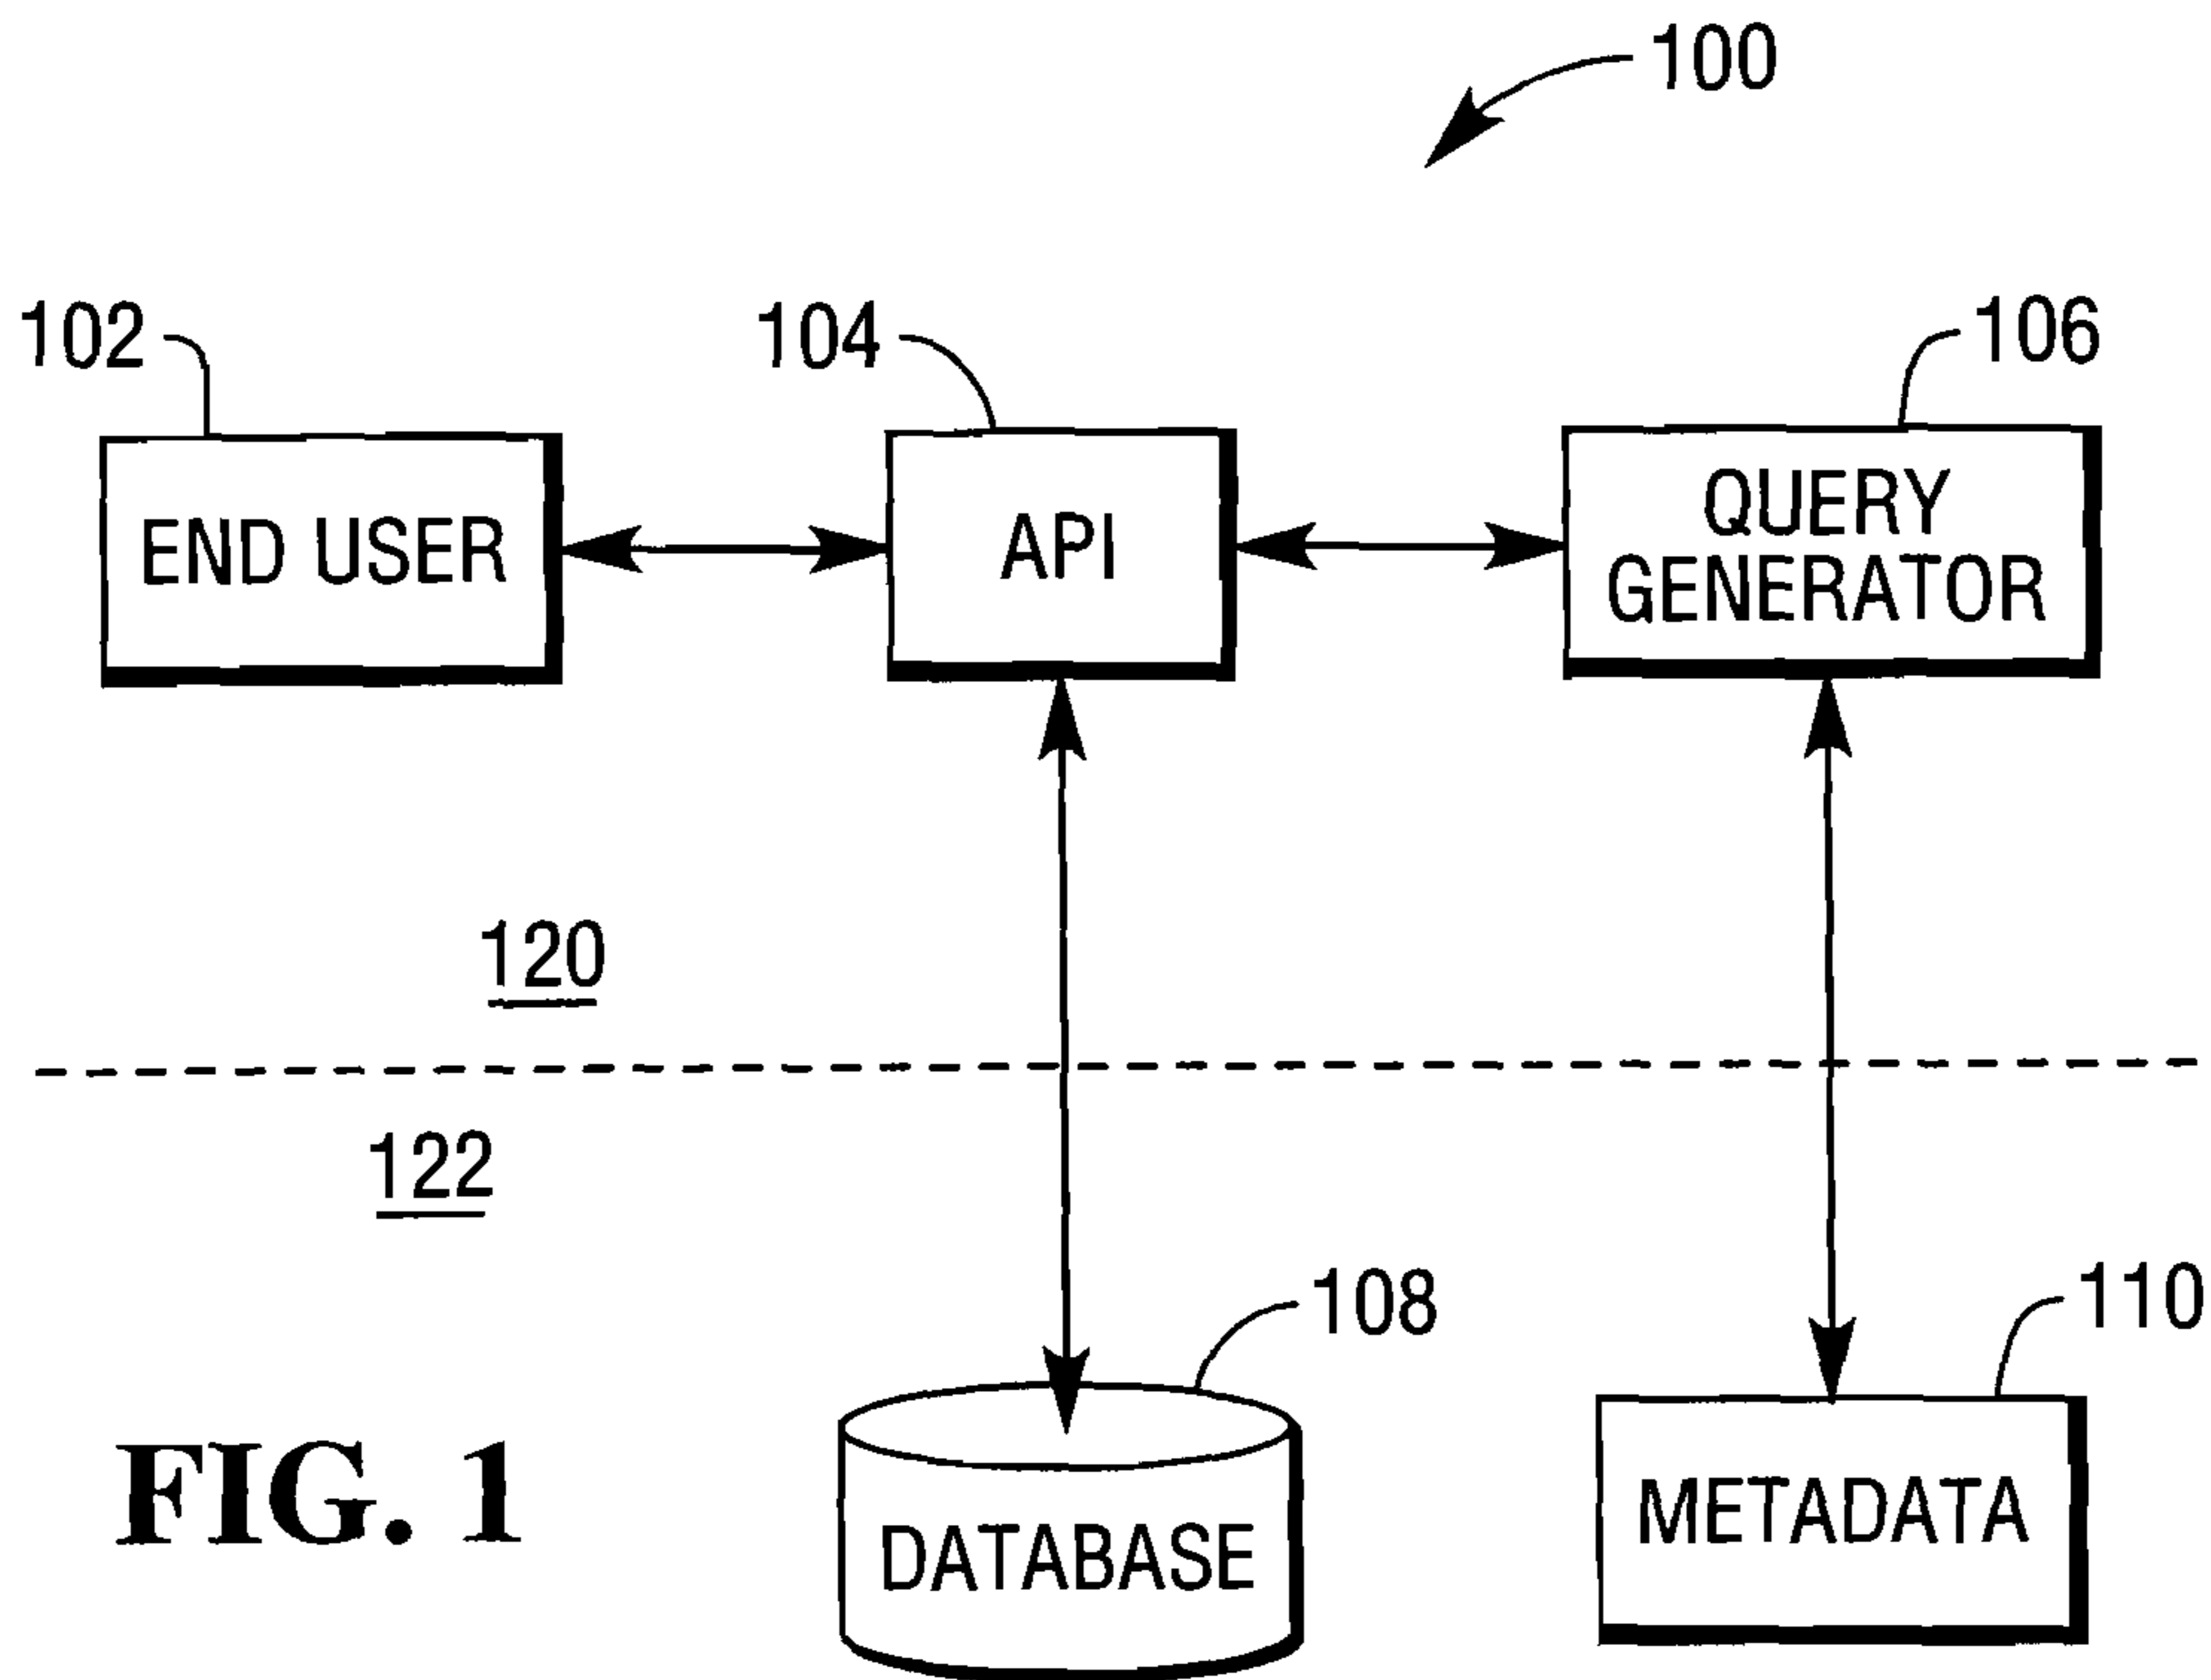 100
102
104
106
END USER
API
QUERY
GENERATOR
120
122
108
110
DATABASE
METADATA
FIG. 1